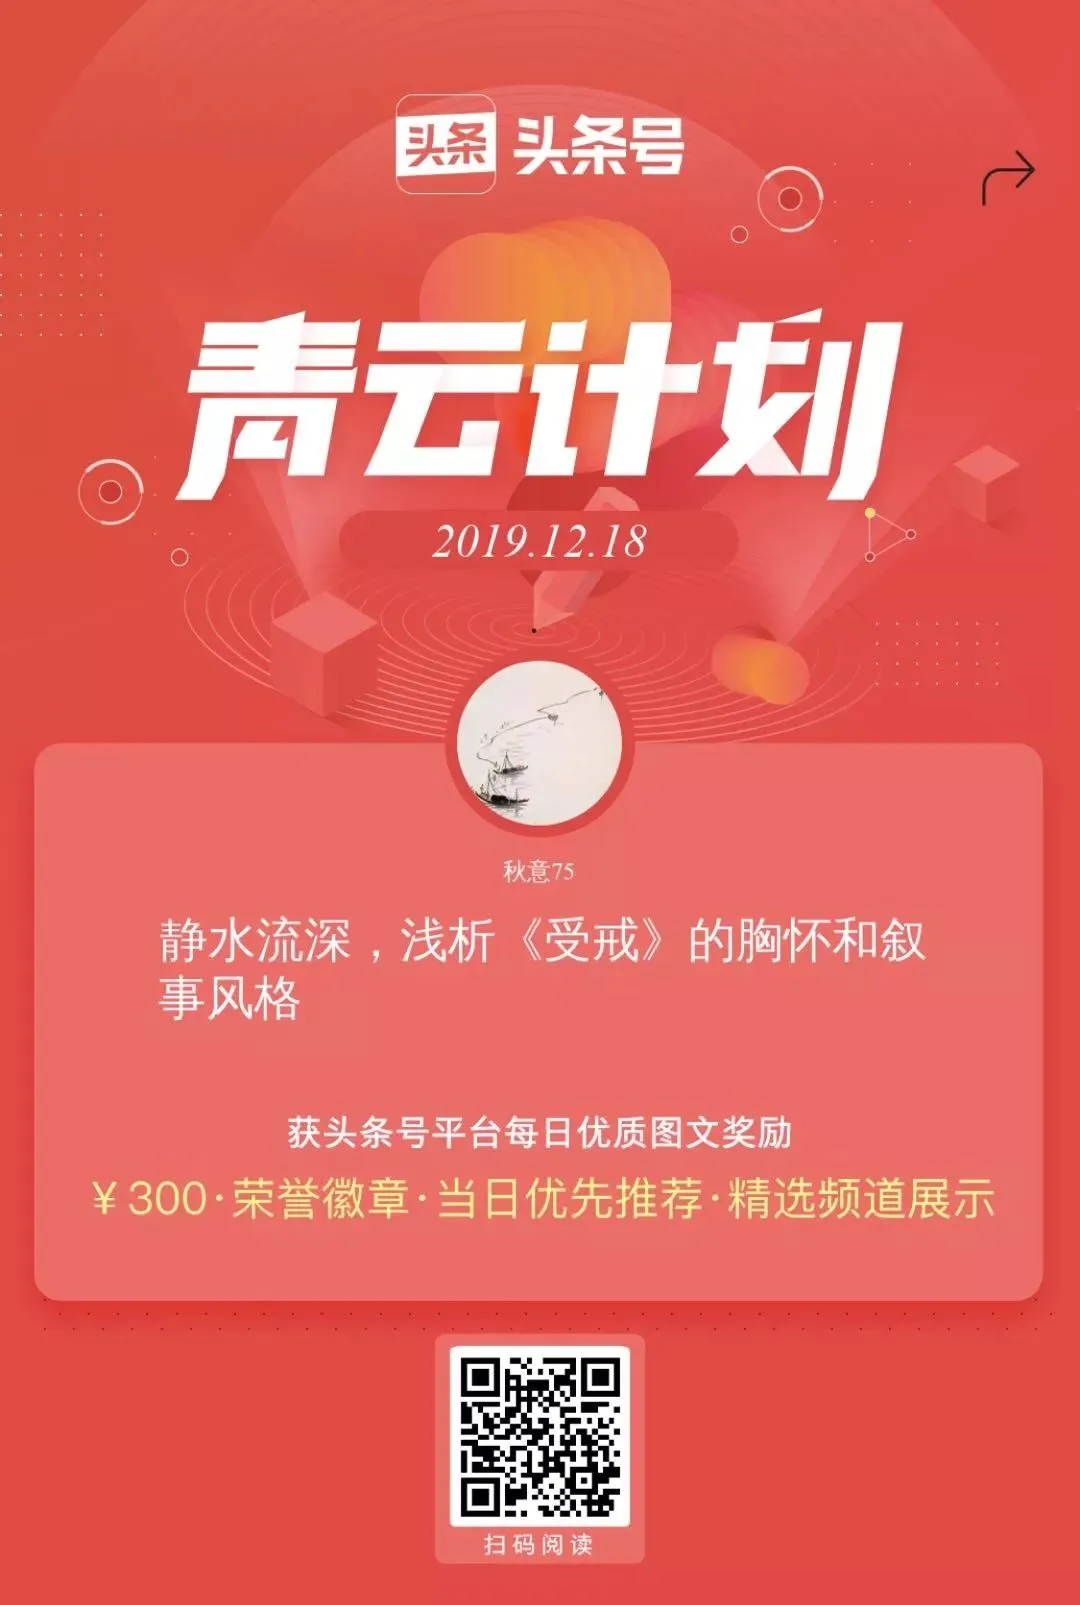 头条 头条号
青云计划
2019.12.18
秋意75
静水流深，浅析《受戒》的胸怀和叙
事风格
获头条号平台每日优质图文奖励
￥300·荣誉徽章·当日优先推荐·精选频道展示
扫码阅读